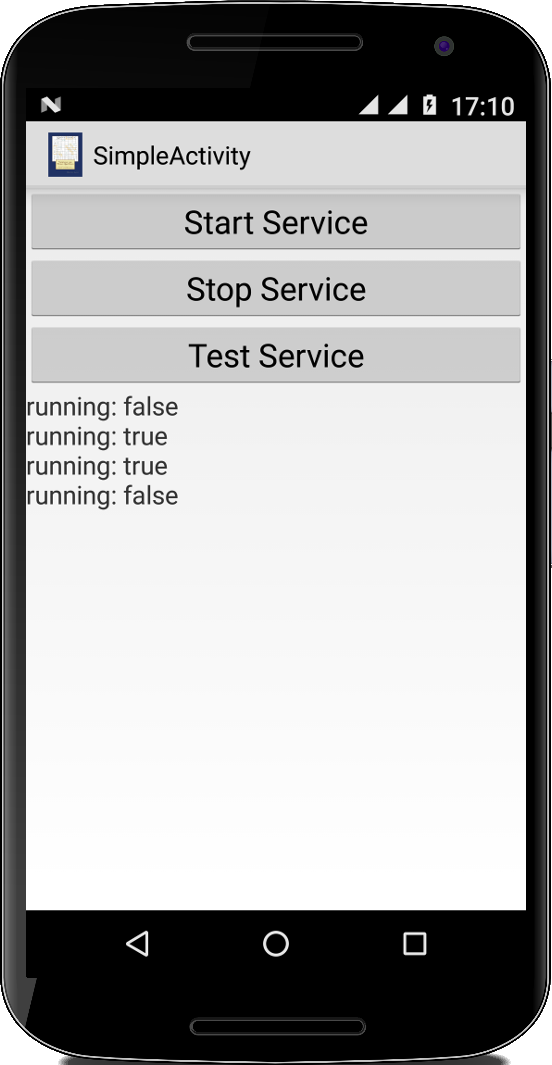 17:10
SimpleActivity
Start Service
Stop Service
Test Service
running: false
running: true
running: true
running: false